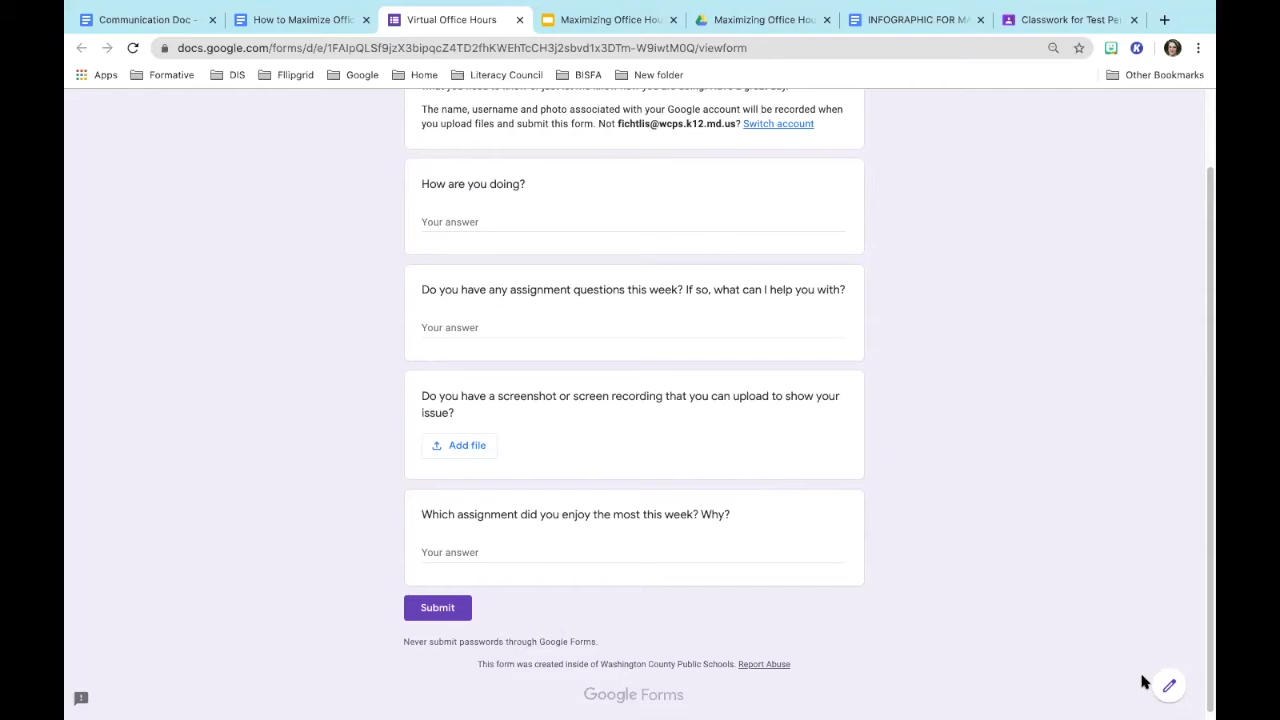 Communication Doc -
How to Maximize Offic
Virtual Office Hours
Maximizing Office Hou
Maximizing Office Hou
INFOGRAPHIC FOR MA
Classwork for Test Pe
docs.google.com/forms/d/e/1FAIpQLSf9jzX3bipqcZ4TD2fhKWEhTcCH3j2sbvd1x3DTm-W9iwtM0Q/viewform
Apps
Formative
DIS
Flipgrid
Google
Home
Literacy Council
BISFA
New folder
Other Bookmarks
The name, username and photo associated with your Google account will be recorded when
you upload files and submit this form. Not fichtlis@wcps.k12.md.us? Switch account
How are you doing?
Your answer
Do you have any assignment questions this week? If so, what can I help you with?
Your answer
Do you have a screenshot or screen recording that you can upload to show your
issue?
Add file
Which assignment did you enjoy the most this week? Why?
Your answer
Submit
Never submit passwords through Google Forms.
This form was created inside of Washington County Public Schools. Report Abuse
Google Forms